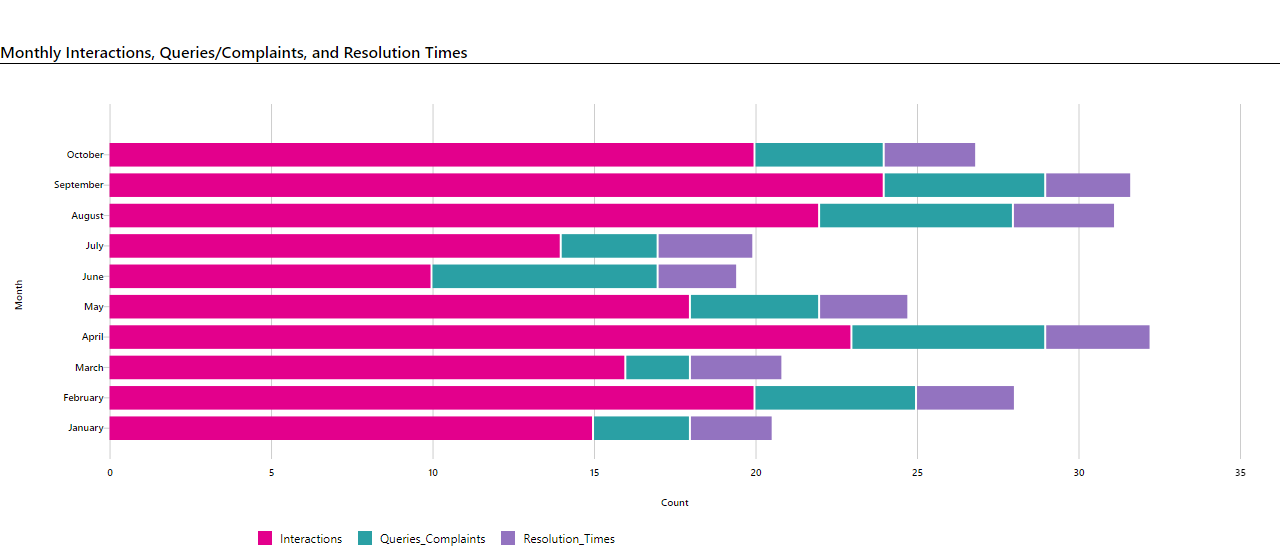 Monthly Interactions, Queries/Complaints, and Resolution Times
October
September
August
July
June
May
April
March
February
January
Month
0 5 10 15 20 25 30 35
Count
Interactions Queries_Complaints Resolution_Times